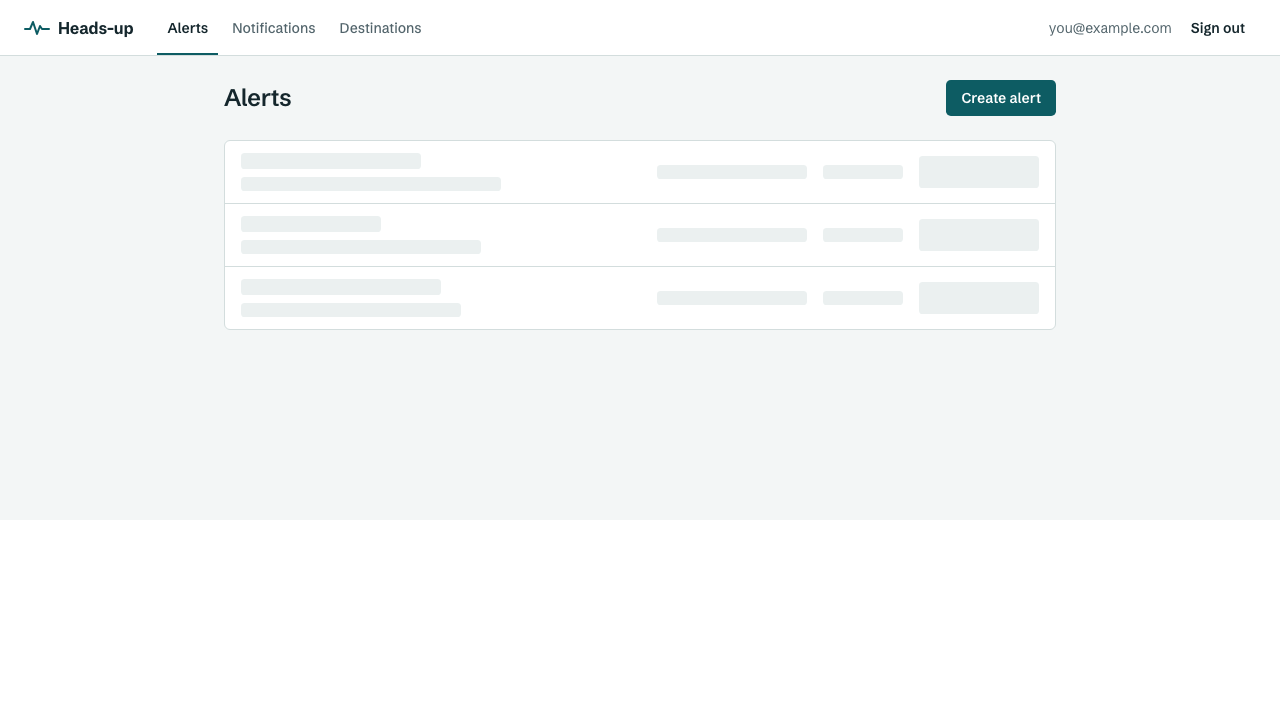 Heads-up
Alerts
Notifications
Destinations
you@example.com
Sign out
Alerts
Create alert